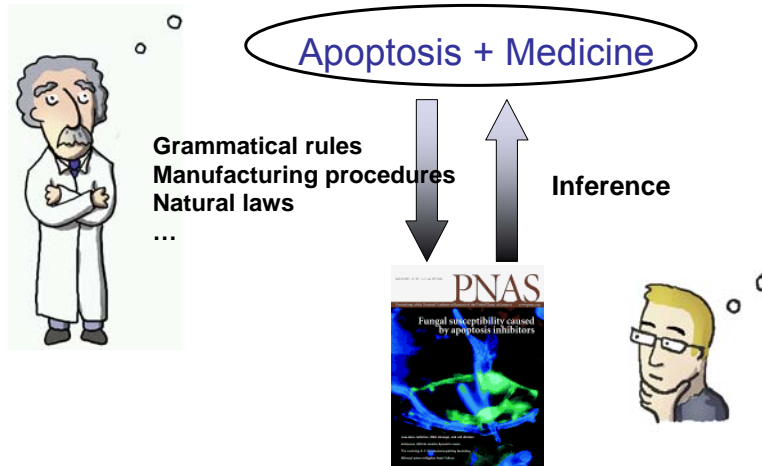 Apoptosis + Medicine
Grammatical rules
Manufacturing procedures
Natural laws
...
Inference
PNAS
Fungal susceptibility caused
by apoptosis inhibitors